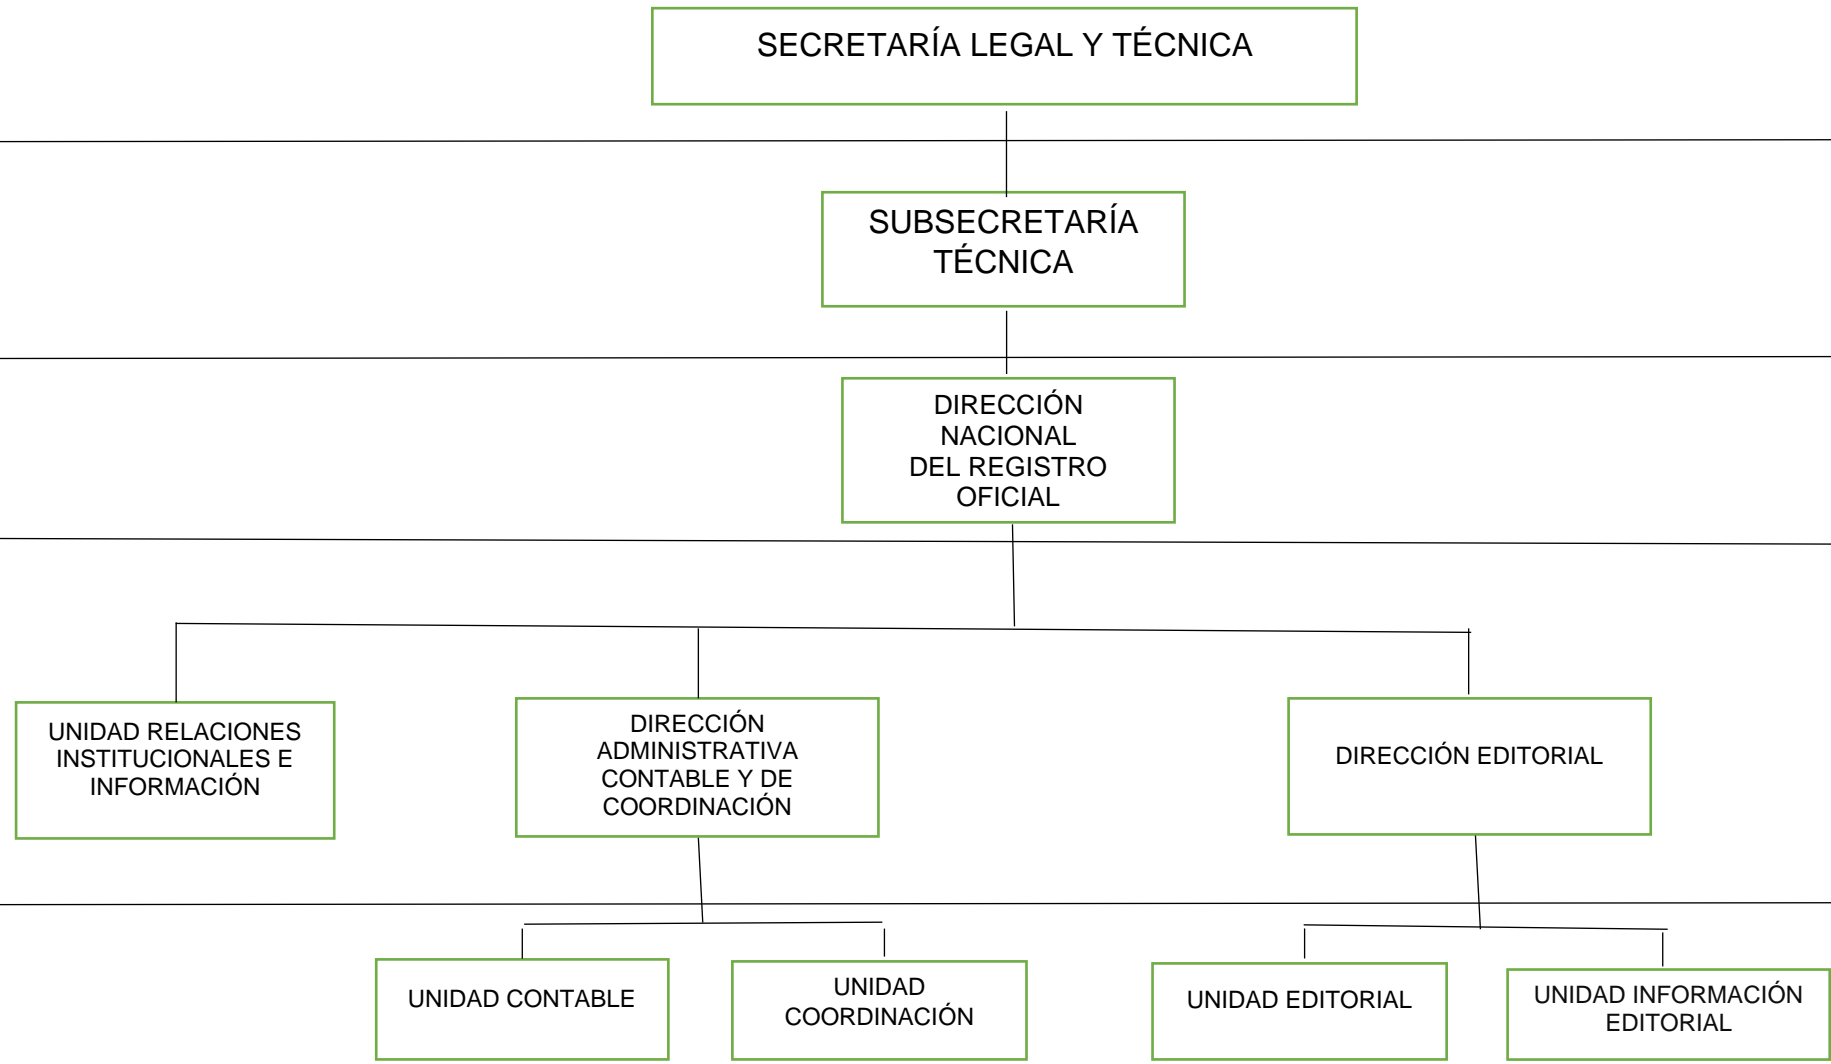 SECRETARÍA LEGAL Y TÉCNICA
SUBSECRETARÍA
TÉCNICA
DIRECCIÓN
NACIONAL
DEL REGISTRO
OFICIAL
UNIDAD RELACIONES
INSTITUCIONALES E
INFORMACIÓN
DIRECCIÓN
ADMINISTRATIVA
CONTABLE Y DE
COORDINACIÓN
DIRECCIÓN EDITORIAL
UNIDAD CONTABLE
UNIDAD
COORDINACIÓN
UNIDAD EDITORIAL
UNIDAD INFORMACIÓN
EDITORIAL